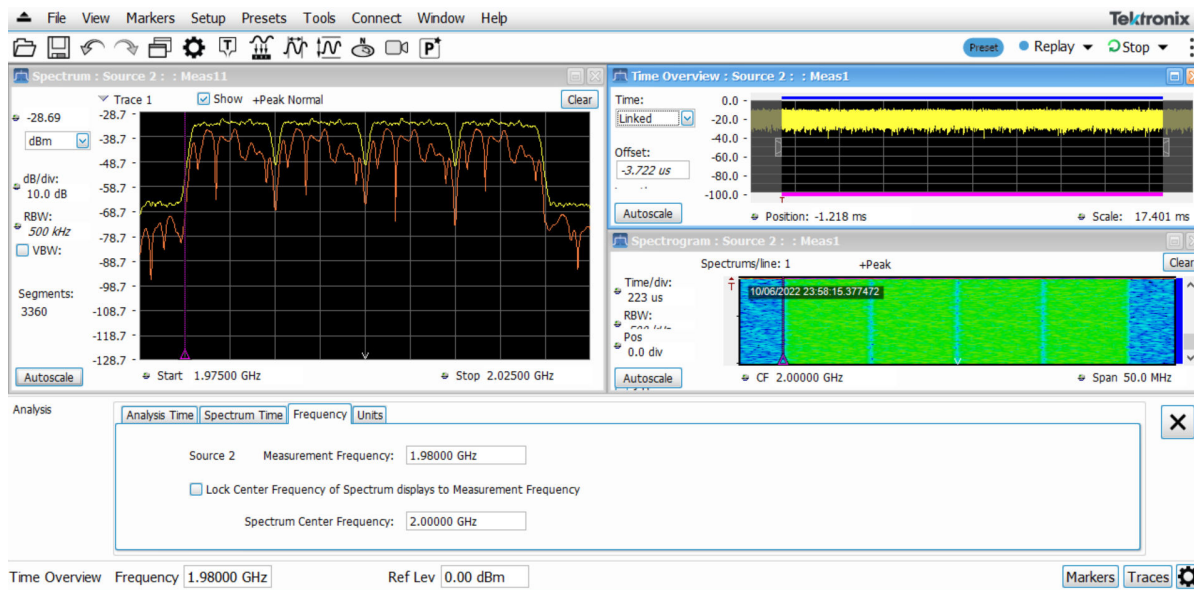 File View Markers Setup Presets Tools Connect Window Help
Tektronix
Preset Replay Stop
Spectrum : Source 2 : : Meas11
Trace 1 Show +Peak Normal Clear
-28.69
dBm
dB/div:
10.0 dB
RBW:
500 kHz
VBW:
Segments:
3360
Autoscale
-28.7
-38.7
-48.7
-58.7
-68.7
-78.7
-88.7
-98.7
-108.7
-118.7
-128.7
Start 1.97500 GHz Stop 2.02500 GHz
Time Overview : Source 2 : : Meas1
Time:
Linked
Offset:
-3.722 us
Autoscale
0.0
-20.0
-40.0
-60.0
-80.0
-100.0
T
Position: -1.218 ms Scale: 17.401 ms
Spectrogram : Source 2 : : Meas1
Spectrums/line: 1 +Peak Clear
Time/div:
223 us
RBW:
Pos
0.0 div
Autoscale
T
10/06/2022 23:58:15.377472
CF 2.00000 GHz Span 50.0 MHz
Analysis
Analysis Time Spectrum Time Frequency Units
Source 2 Measurement Frequency: 1.98000 GHz
Lock Center Frequency of Spectrum displays to Measurement Frequency
Spectrum Center Frequency: 2.00000 GHz
Time Overview Frequency 1.98000 GHz Ref Lev 0.00 dBm Markers Traces